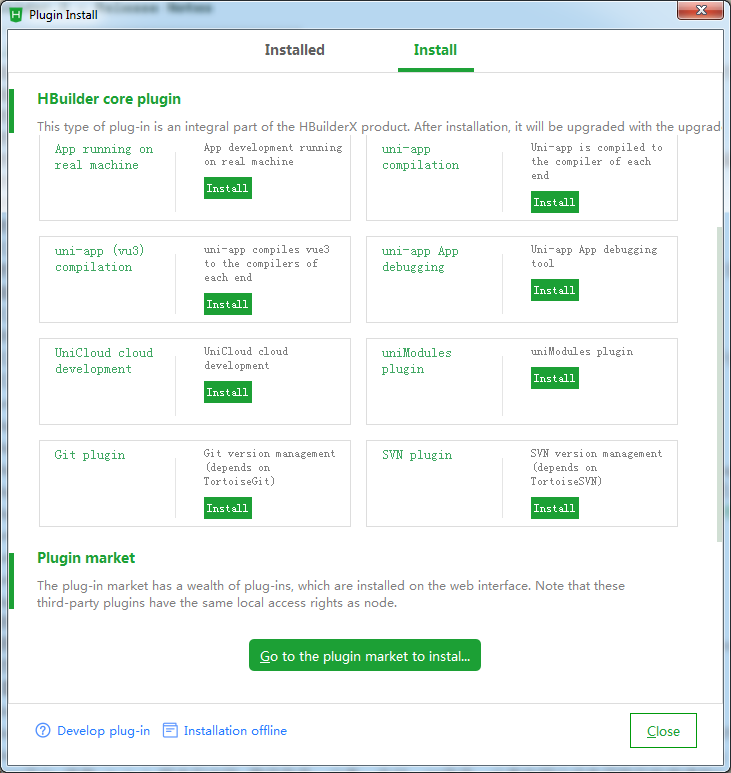 Release Notes
Plugin Install
Installed
Install
HBuilder core plugin
This type of plug-in is an integral part of the HBuilderX product. After installation, it will be upgraded with the upgrad
App running on
real machine
App development running
on real machine
Install
uni-app
compilation
Uni-app is compiled to
the compiler of each
end
Install
uni-app (vu3)
compilation
uni-app compiles vue3
to the compilers of
each end
Install
uni-app App
debugging
Uni-app App debugging
tool
Install
UniCloud cloud
development
UniCloud cloud
development
Install
uniModules
plugin
uniModules plugin
Install
Git plugin
Git version management
(depends on
TortoiseGit)
Install
SVN plugin
SVN version management
(depends on
TortoiseSVN)
Install
Plugin market
The plug-in market has a wealth of plug-ins, which are installed on the web interface. Note that these
third-party plugins have the same local access rights as node.
Go to the plugin market to instal...
Develop plug-in
Installation offline
Close